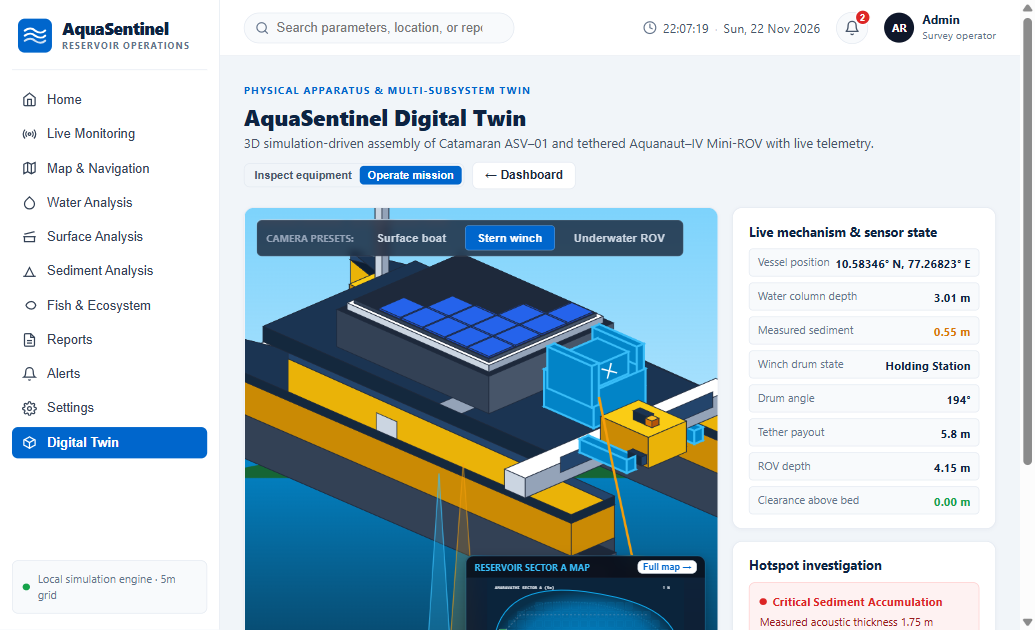 AquaSentinel
RESERVOIR OPERATIONS
Home
Live Monitoring
Map & Navigation
Water Analysis
Surface Analysis
Sediment Analysis
Fish & Ecosystem
Reports
Alerts
Settings
Digital Twin
Local simulation engine · 5m
grid
Search parameters, location, or repo
22:07:19 · Sun, 22 Nov 2026
2
AR
Admin
Survey operator
PHYSICAL APPARATUS & MULTI-SUBSYSTEM TWIN
AquaSentinel Digital Twin
3D simulation-driven assembly of Catamaran ASV–01 and tethered Aquanaut–IV Mini-ROV with live telemetry.
Inspect equipment Operate mission ← Dashboard
CAMERA PRESETS: Surface boat Stern winch Underwater ROV
RESERVOIR SECTOR A MAP Full map →
Live mechanism & sensor state
Vessel position 10.58346° N, 77.26823° E
Water column depth 3.01 m
Measured sediment 0.55 m
Winch drum state Holding Station
Drum angle 194°
Tether payout 5.8 m
ROV depth 4.15 m
Clearance above bed 0.00 m
Hotspot investigation
Critical Sediment Accumulation
Measured acoustic thickness 1.75 m